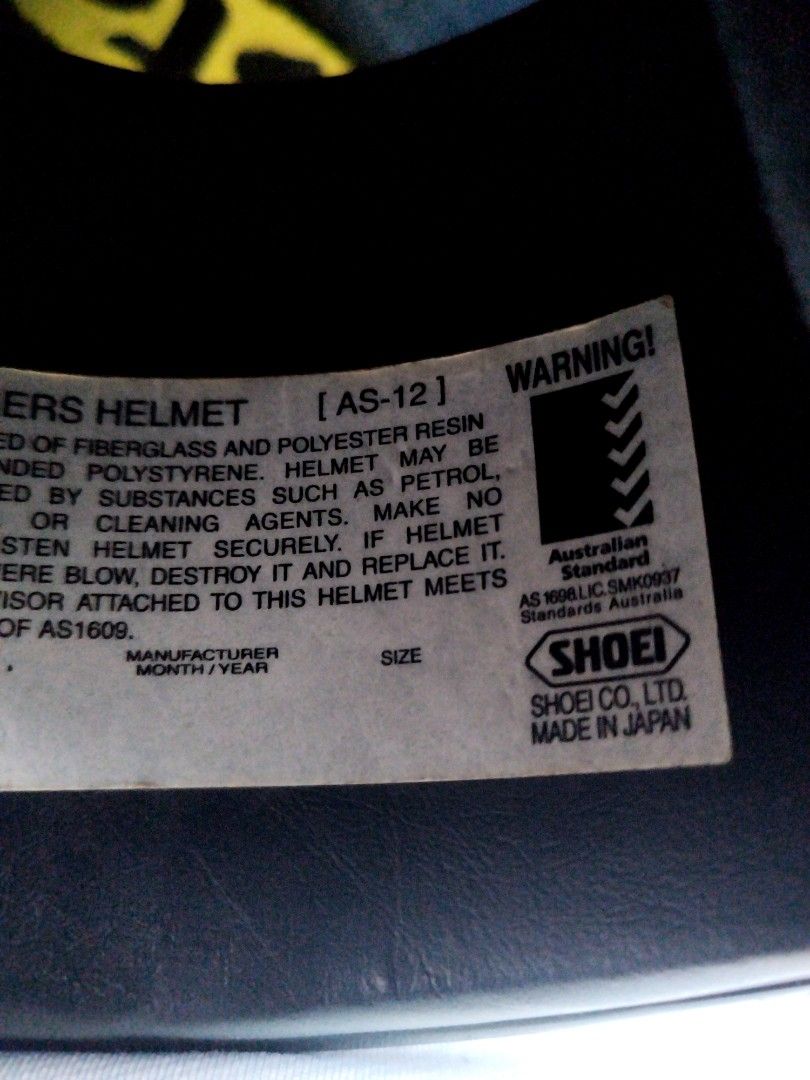 ERS HELMET [ AS-12 ]
ED OF FIBERGLASS AND POLYESTER RESIN
NDED POLYSTYRENE. HELMET MAY BE
ED BY SUBSTANCES SUCH AS PETROL,
OR CLEANING AGENTS. MAKE NO
STEN HELMET SECURELY. IF HELMET
ERE BLOW, DESTROY IT AND REPLACE IT.
VISOR ATTACHED TO THIS HELMET MEETS
OF AS1609.
MANUFACTURER
MONTH / YEAR
SIZE
WARNING!
Australian
Standard
AS 1698.LIC.SMK0937
Standards Australia
SHOEI
SHOEI CO., LTD.
MADE IN JAPAN